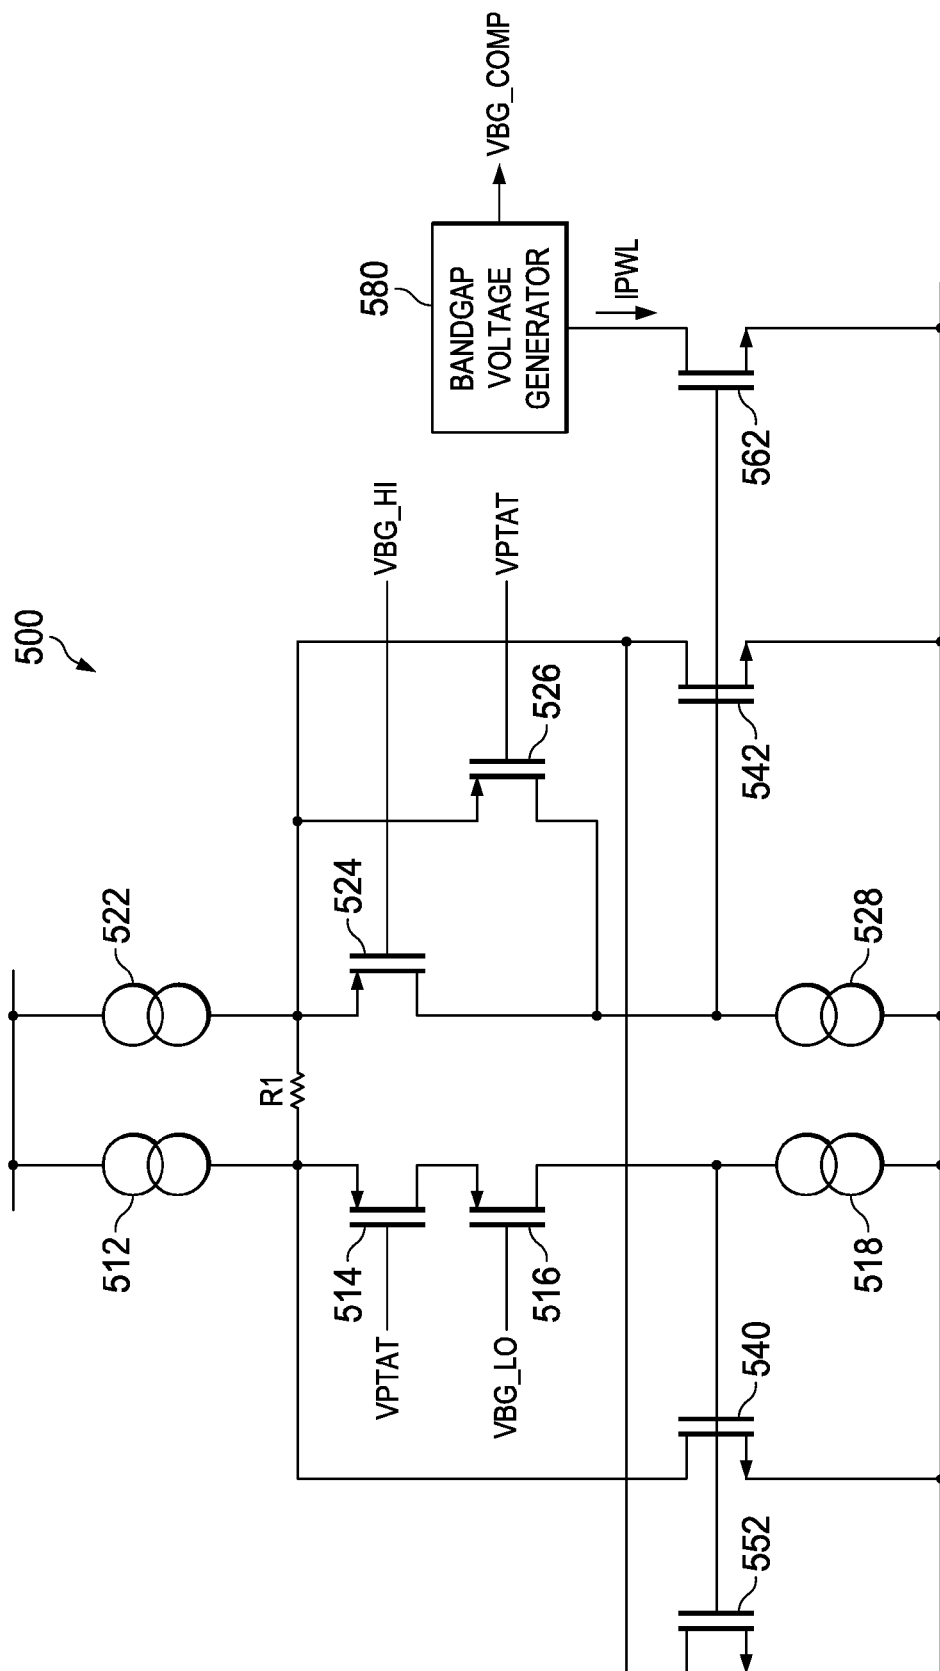 500
522
512
R1
524
514
VPTAT
516
VBG_LO
VBG_HI
526
VPTAT
580
BANDGAP
VOLTAGE
GENERATOR
VBG_COMP
IPWL
528
518
540
552
542
562